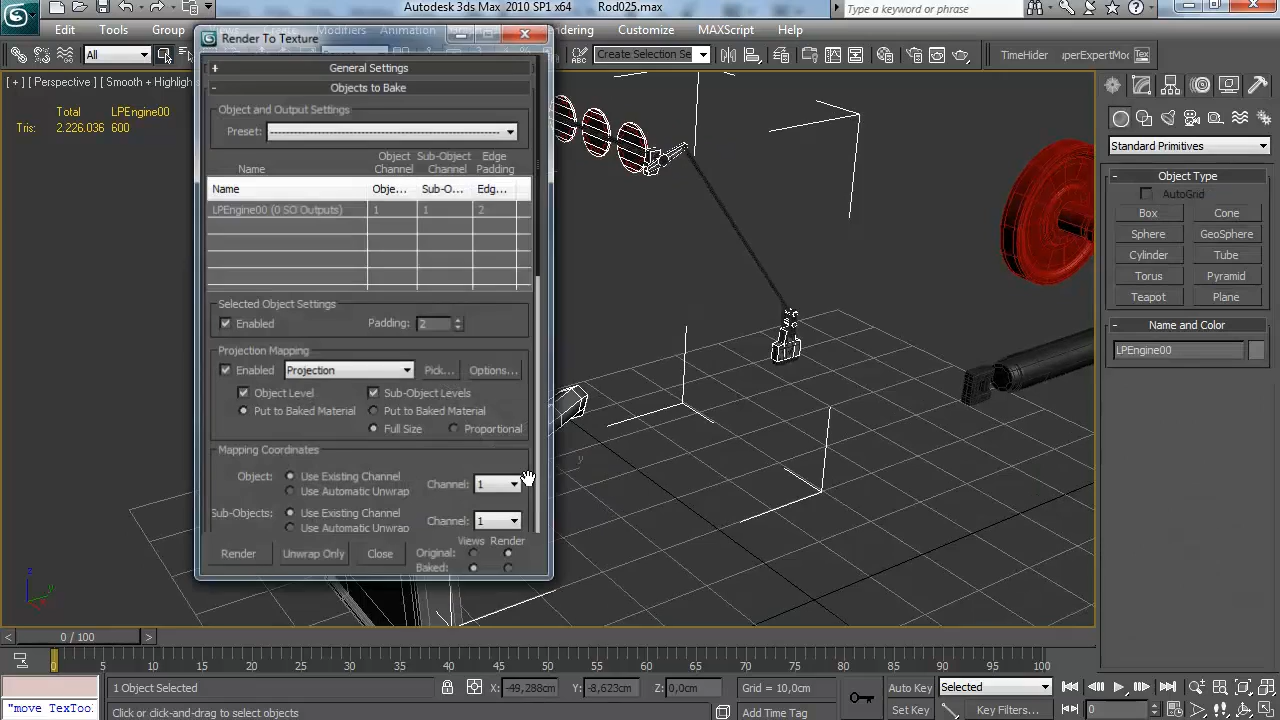 Autodesk 3ds Max 2010 SP1 x64 Rod025.max
Type a keyword or phrase
Edit Tools Group Modifiers Animation Rendering Customize MAXScript Help
All
Create Selection Se
TimeHider
uperExpertMod
[ + ] [ Perspective ] [ Smooth + Highligh
Total LPEngine00
Tris: 2.226.036 600
Render To Texture
+ General Settings
- Objects to Bake
Object and Output Settings
Preset:
Name
Object Channel
Sub-Object Channel
Edge Padding
Name Obje... Sub-O... Edg...
LPEngine00 (0 SO Outputs) 1 1 2
Selected Object Settings
Enabled Padding: 2
Projection Mapping
Enabled Projection Pick... Options...
Object Level Sub-Object Levels
Put to Baked Material Put to Baked Material
Full Size Proportional
Mapping Coordinates
Object: Use Existing Channel
Use Automatic Unwrap
Channel: 1
Sub-Objects: Use Existing Channel
Use Automatic Unwrap
Channel: 1
Views Render
Render Unwrap Only Close Original:
Baked:
Standard Primitives
- Object Type
AutoGrid
Box Cone
Sphere GeoSphere
Cylinder Tube
Torus Pyramid
Teapot Plane
- Name and Color
LPEngine00
y
z
y
< 0 / 100 >
0 5 10 15 20 25 30 35 40 45 50 55 60 65 70 75 80 85 90 95 100
1 Object Selected X: -49,288cm Y: -8,623cm Z: 0,0cm Grid = 10,0cm Auto Key Selected
"move TexToo Click or click-and-drag to select objects Add Time Tag Set Key Key Filters... 0